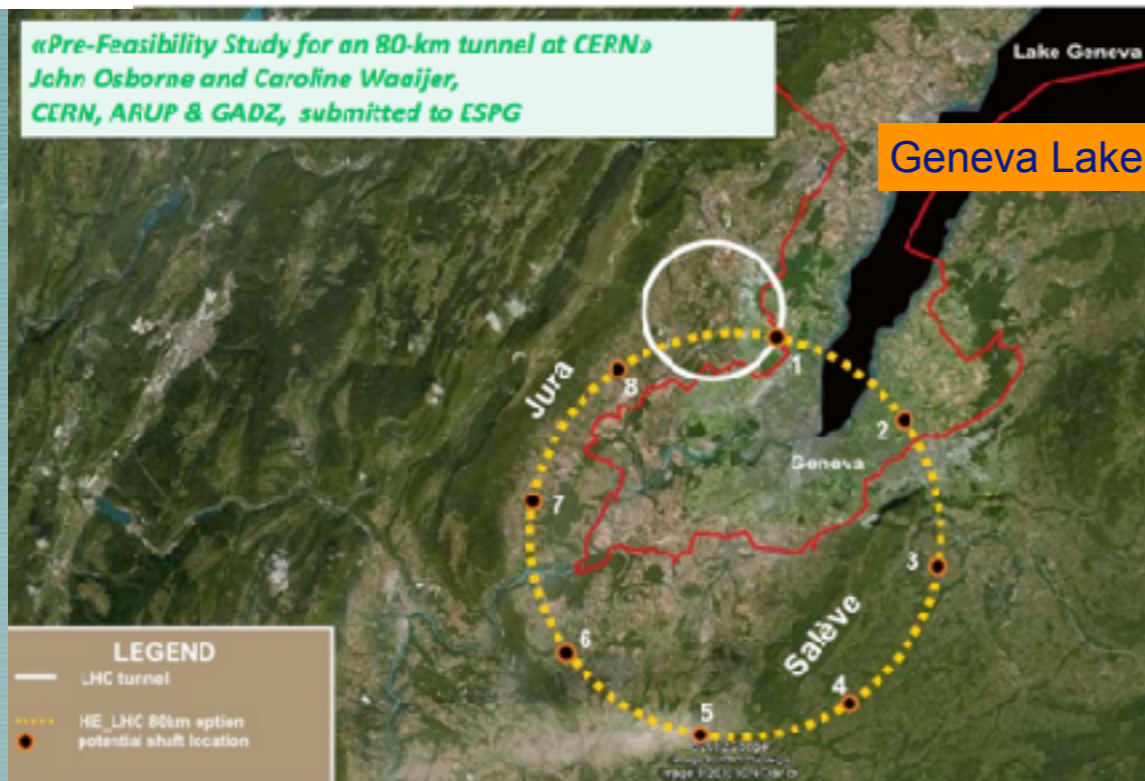 «Pre-Feasibility Study for an 80-km tunnel at CERN»
John Osborne and Caroline Waaijer,
CERN, ARUP & GADZ, submitted to ESPG
Lake Geneva
Geneva Lake
1
8
Jura
2
Geneva
7
3
Salève
6
4
5
LEGEND
LHC tunnel
HE_LHC 80km option
potential shaft location